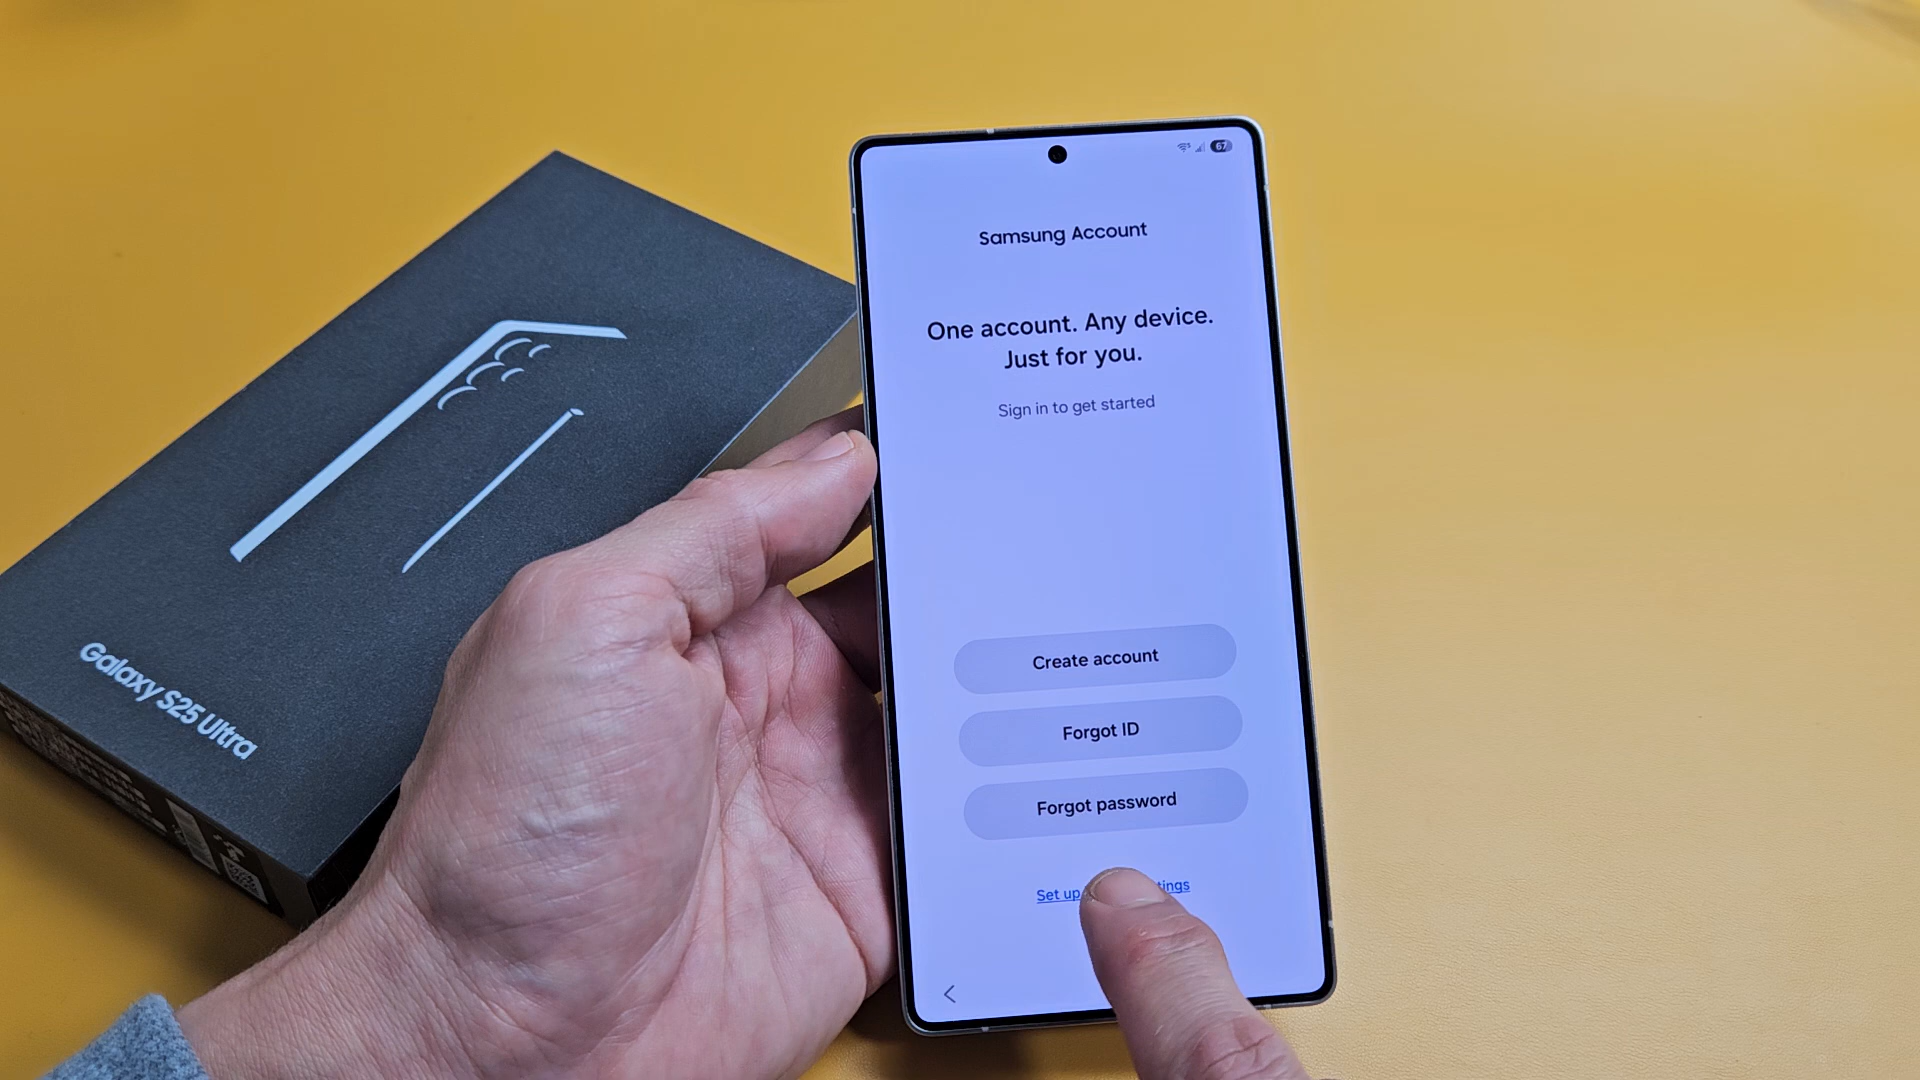 67
Samsung Account
One account. Any device.
Just for you.
Sign in to get started
Create account
Forgot ID
Forgot password
Set up
Galaxy S25 Ultra